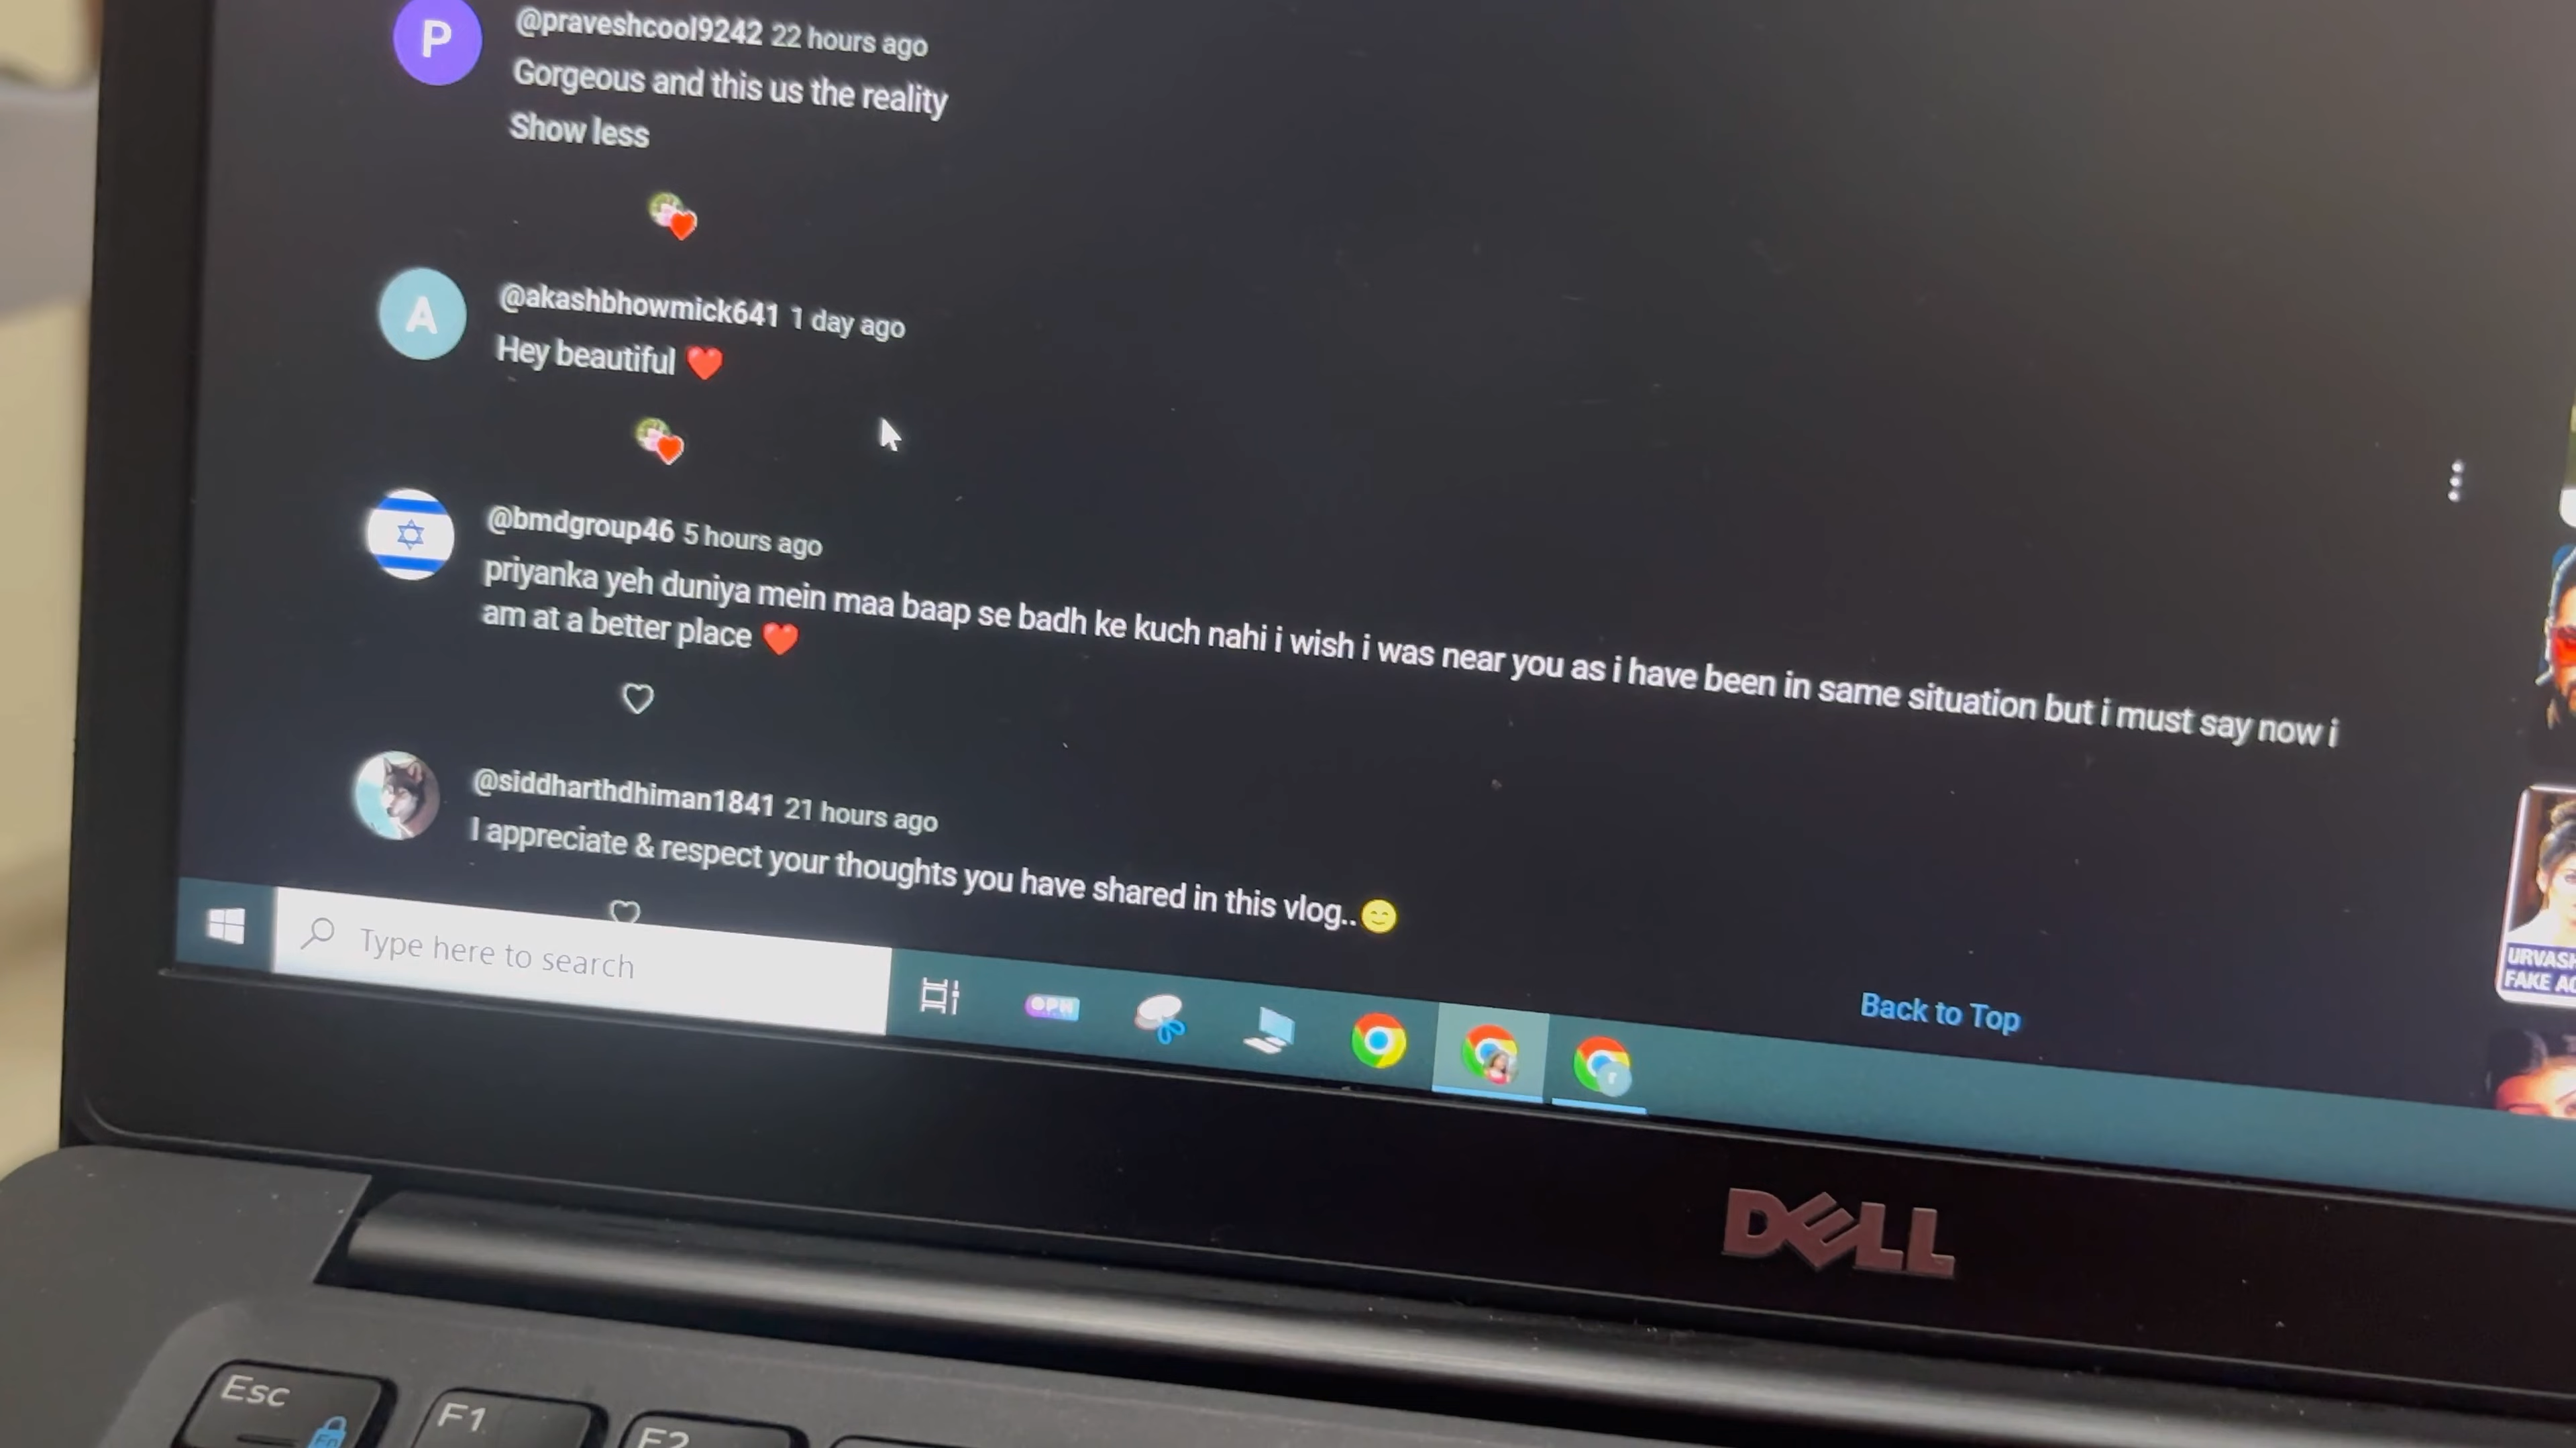 P
@praveshcool9242 22 hours ago
Gorgeous and this us the reality
Show less
A
@akashbhowmick641 1 day ago
Hey beautiful ❤️
@bmdgroup46 5 hours ago
priyanka yeh duniya mein maa baap se badh ke kuch nahi i wish i was near you as i have been in same situation but i must say now i
am at a better place ❤️
@siddharthdhiman1841 21 hours ago
I appreciate & respect your thoughts you have shared in this vlog..😊
URVASH
FAKE AC
Back to Top
Type here to search
OPH
DELL
Esc
Fn
F1
F2